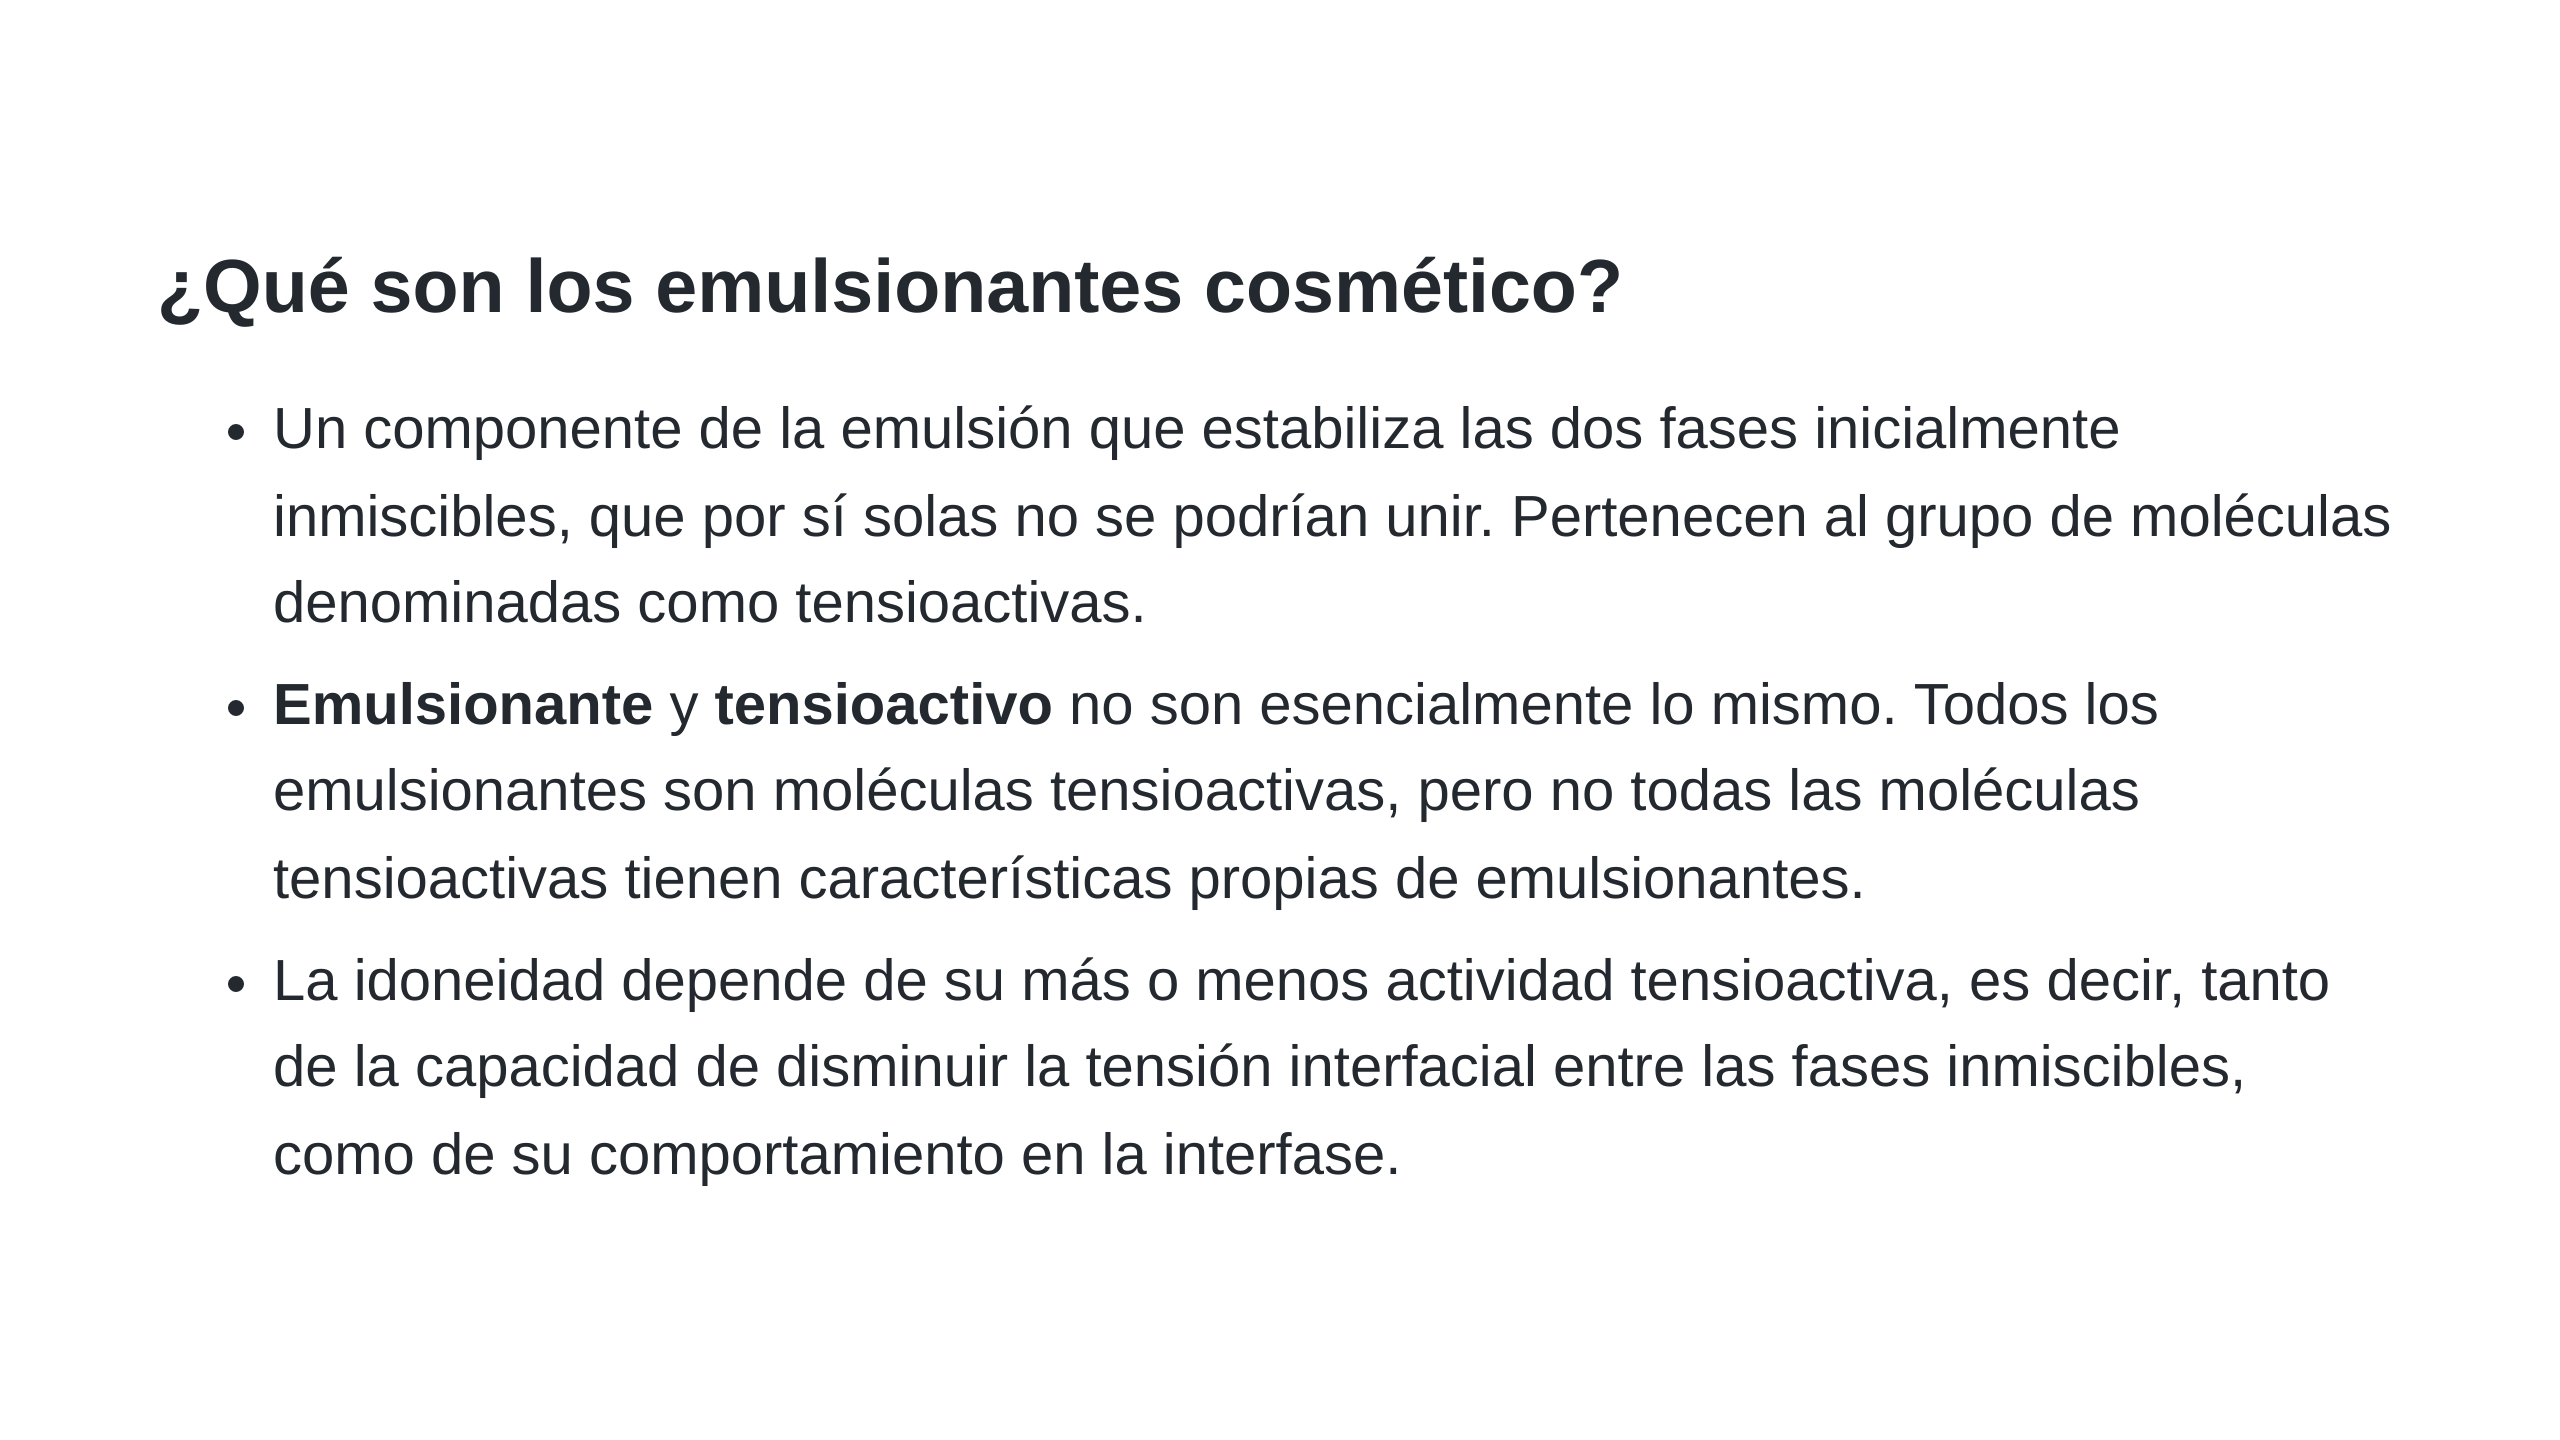 ¿Qué son los emulsionantes cosmético?
• Un componente de la emulsión que estabiliza las dos fases inicialmente
inmiscibles, que por sí solas no se podrían unir. Pertenecen al grupo de moléculas
denominadas como tensioactivas.
• Emulsionante y tensioactivo no son esencialmente lo mismo. Todos los
emulsionantes son moléculas tensioactivas, pero no todas las moléculas
tensioactivas tienen características propias de emulsionantes.
• La idoneidad depende de su más o menos actividad tensioactiva, es decir, tanto
de la capacidad de disminuir la tensión interfacial entre las fases inmiscibles,
como de su comportamiento en la interfase.